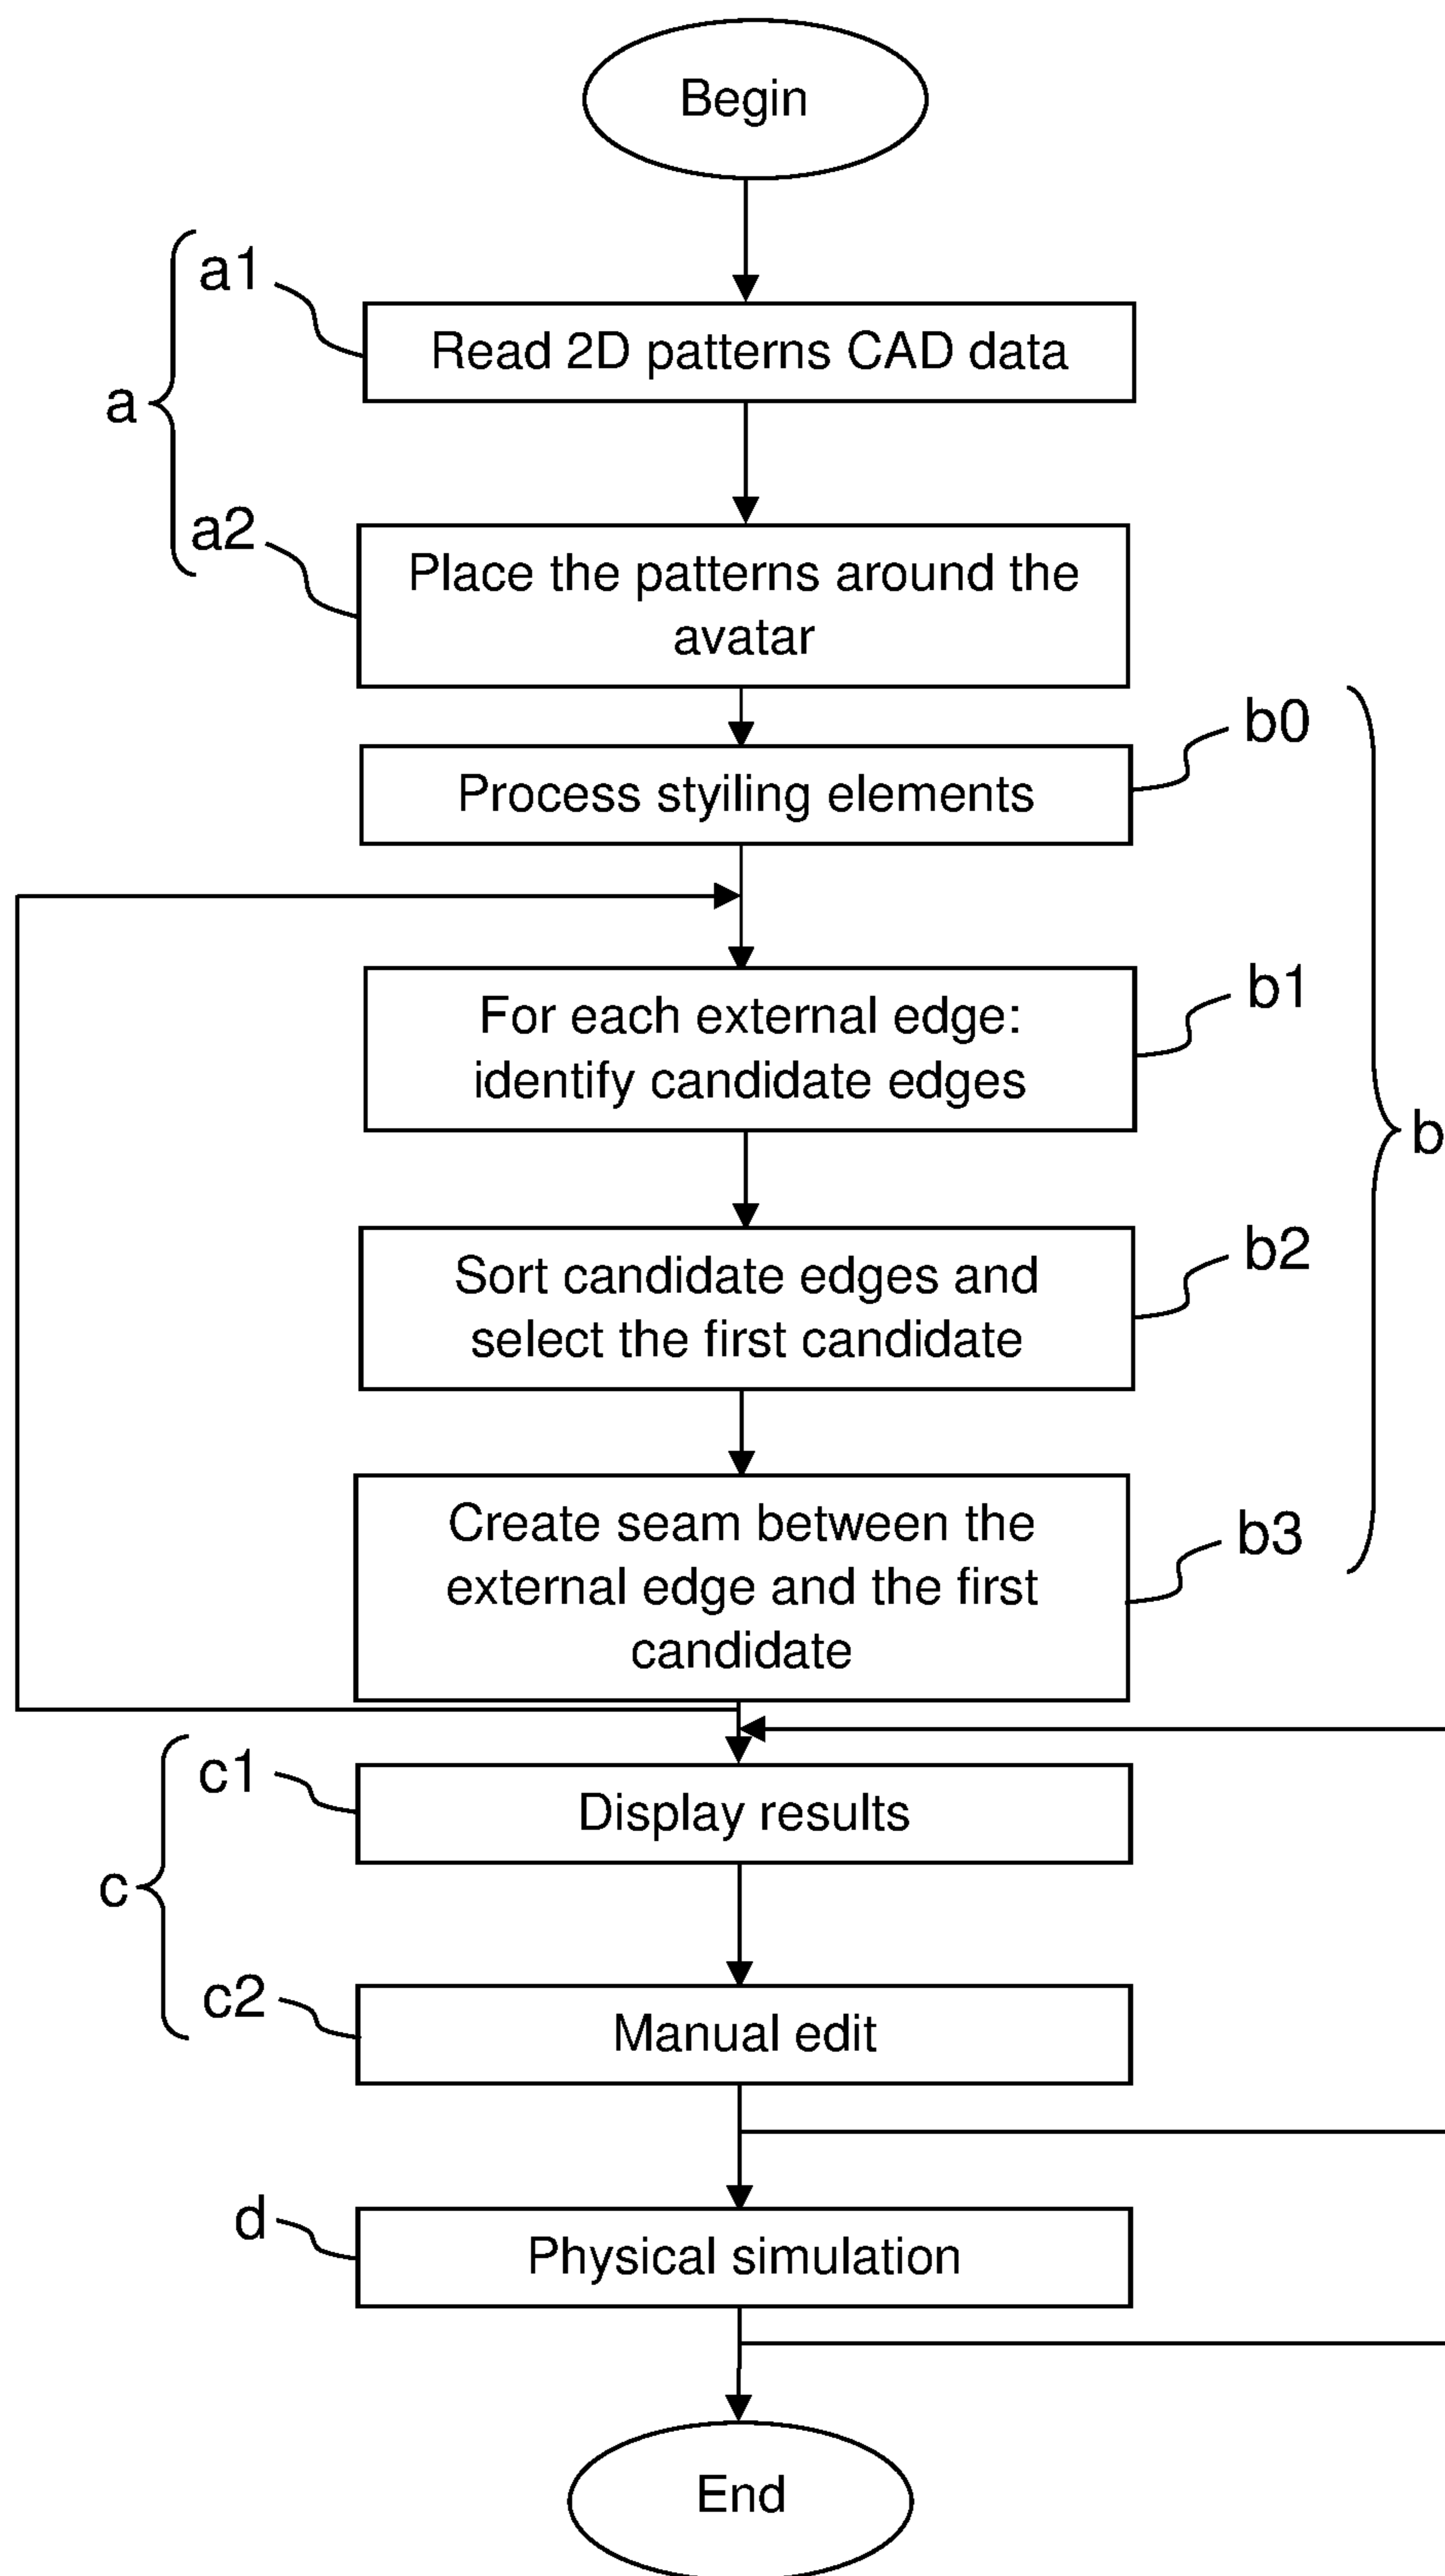 Begin
a1
Read 2D patterns CAD data
a
a2
Place the patterns around the
avatar
b0
Process styiling elements
b1
For each external edge:
identify candidate edges
b
b2
Sort candidate edges and
select the first candidate
b3
Create seam between the
external edge and the first
candidate
c1
Display results
c
c2
Manual edit
d
Physical simulation
End